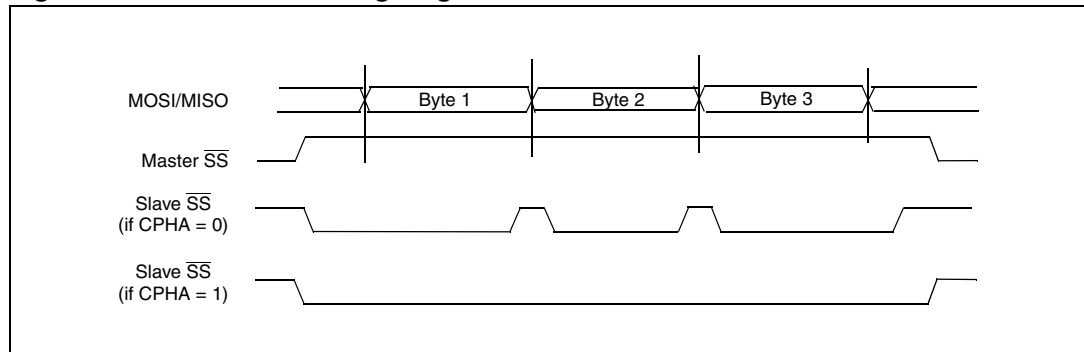 MOSI/MISO Byte 1 Byte 2 Byte 3
Master SS
Slave SS
(if CPHA = 0)
Slave SS
(if CPHA = 1)